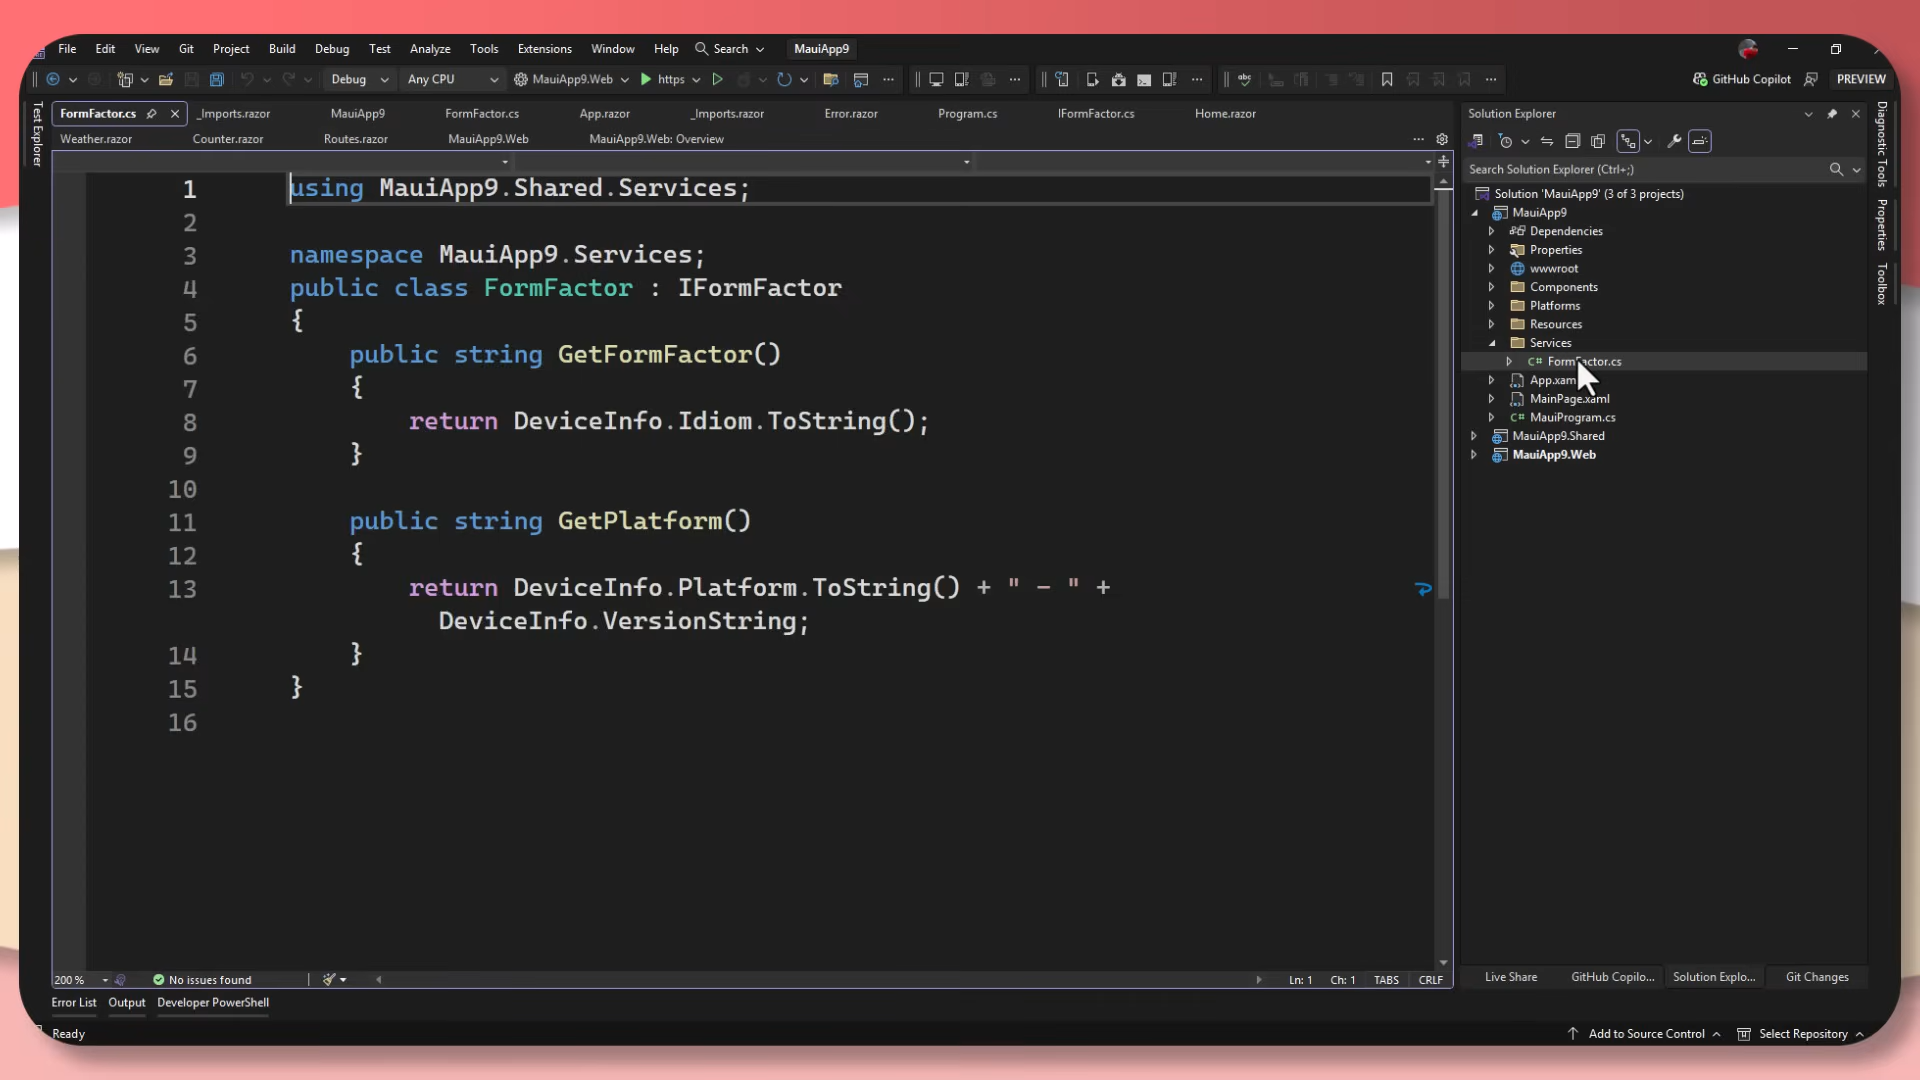 File Edit View Git Project Build Debug Test Analyze Tools Extensions Window Help Search MauiApp9
Debug Any CPU MauiApp9.Web https GitHub Copilot PREVIEW
FormFactor.cs _Imports.razor MauiApp9 FormFactor.cs App.razor _Imports.razor Error.razor Program.cs IFormFactor.cs Home.razor
Weather.razor Counter.razor Routes.razor MauiApp9.Web MauiApp9.Web: Overview
Test Explorer
1 using MauiApp9.Shared.Services;
2
3 namespace MauiApp9.Services;
4 public class FormFactor : IFormFactor
5 {
6 public string GetFormFactor()
7 {
8 return DeviceInfo.Idiom.ToString();
9 }
10
11 public string GetPlatform()
12 {
13 return DeviceInfo.Platform.ToString() + " - " +
DeviceInfo.VersionString;
14 }
15 }
16
200 % No issues found Ln: 1 Ch: 1 TABS CRLF
Error List Output Developer PowerShell
Ready
Solution Explorer
Search Solution Explorer (Ctrl+;)
Solution 'MauiApp9' (3 of 3 projects)
MauiApp9
Dependencies
Properties
wwwroot
Components
Platforms
Resources
Services
C# FormFactor.cs
App.xam
MainPage.xaml
C# MauiProgram.cs
MauiApp9.Shared
MauiApp9.Web
Live Share GitHub Copilo... Solution Explo... Git Changes
Add to Source Control Select Repository
Diagnostic Tools
Properties
Toolbox